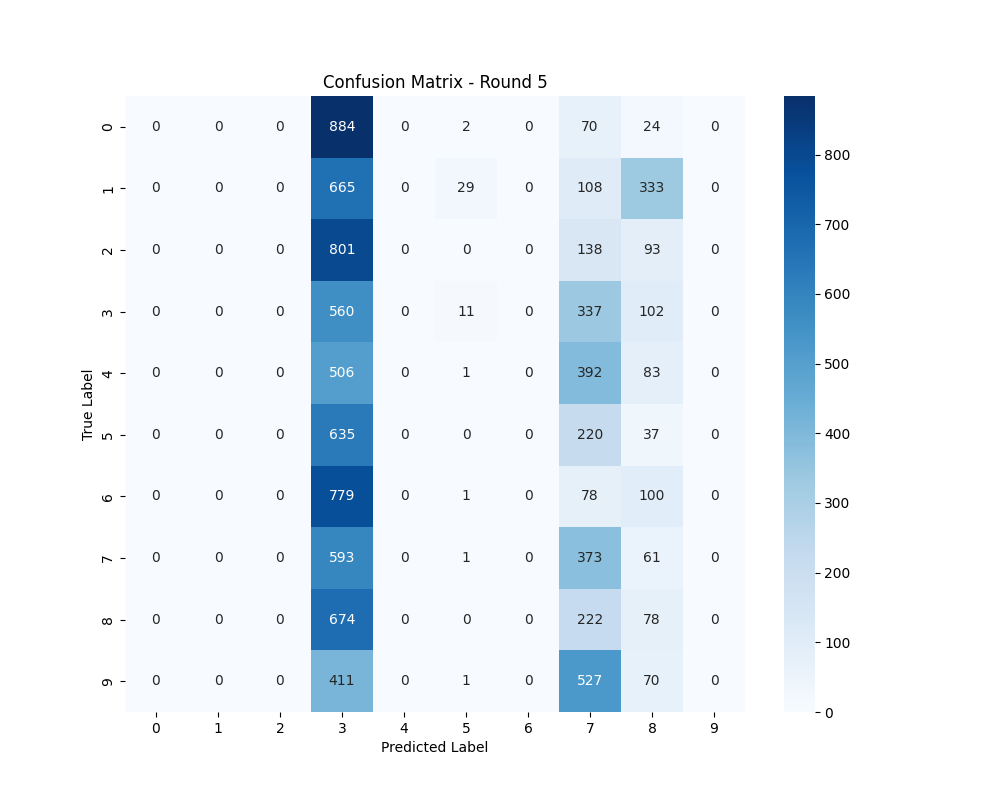 Confusion Matrix - Round 5
0 0 0 0 884 0 2 0 70 24 0
1 0 0 0 665 0 29 0 108 333 0
2 0 0 0 801 0 0 0 138 93 0
3 0 0 0 560 0 11 0 337 102 0
4 0 0 0 506 0 1 0 392 83 0
5 0 0 0 635 0 0 0 220 37 0
6 0 0 0 779 0 1 0 78 100 0
7 0 0 0 593 0 1 0 373 61 0
8 0 0 0 674 0 0 0 222 78 0
9 0 0 0 411 0 1 0 527 70 0
0 1 2 3 4 5 6 7 8 9
Predicted Label
True Label
800
700
600
500
400
300
200
100
0